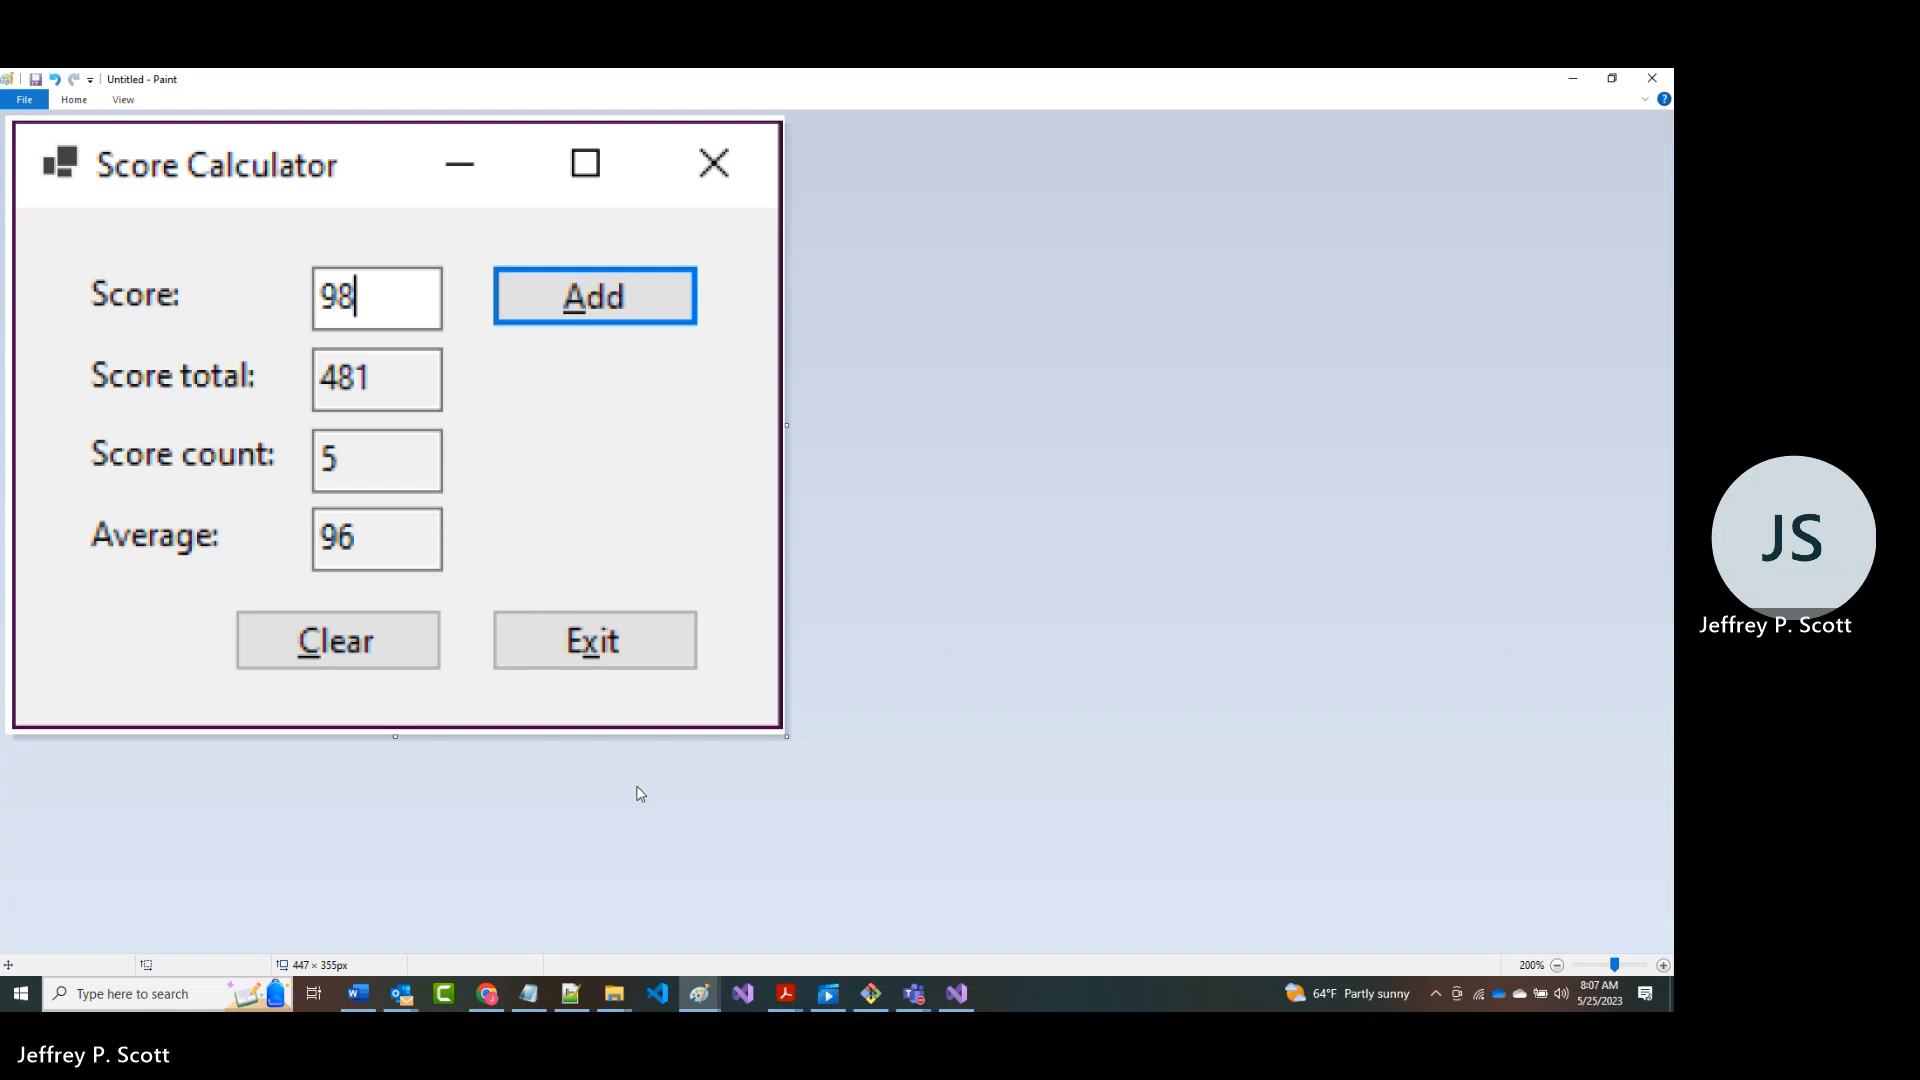 Untitled - Paint
File Home View
Score Calculator
Score: 98 Add
Score total: 481
Score count: 5
Average: 96
Clear Exit
JS
Jeffrey P. Scott
447 × 355px 200%
Type here to search 64°F Partly sunny 8:07 AM
5/25/2023
Jeffrey P. Scott